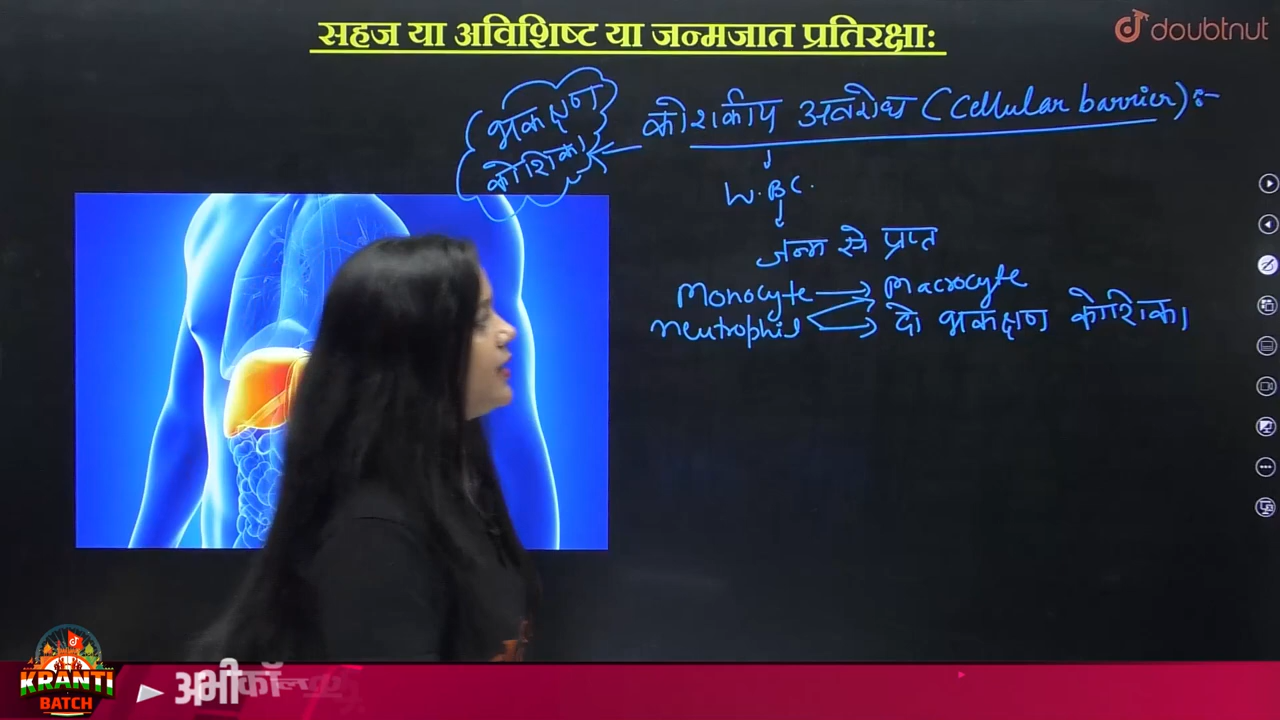 सहज या अविशिष्ट या जन्मजात प्रतिरक्षा:
doubtnut
कोशकीय अवरोध (Cellular barrier):-
भक्षण
कोशिका
W.B.C.
जन्म से प्राप्त
Monocyte → Macrocyte
neutrophil → दो भक्षण कोशिका
KRANTI
BATCH
अभी कॉल